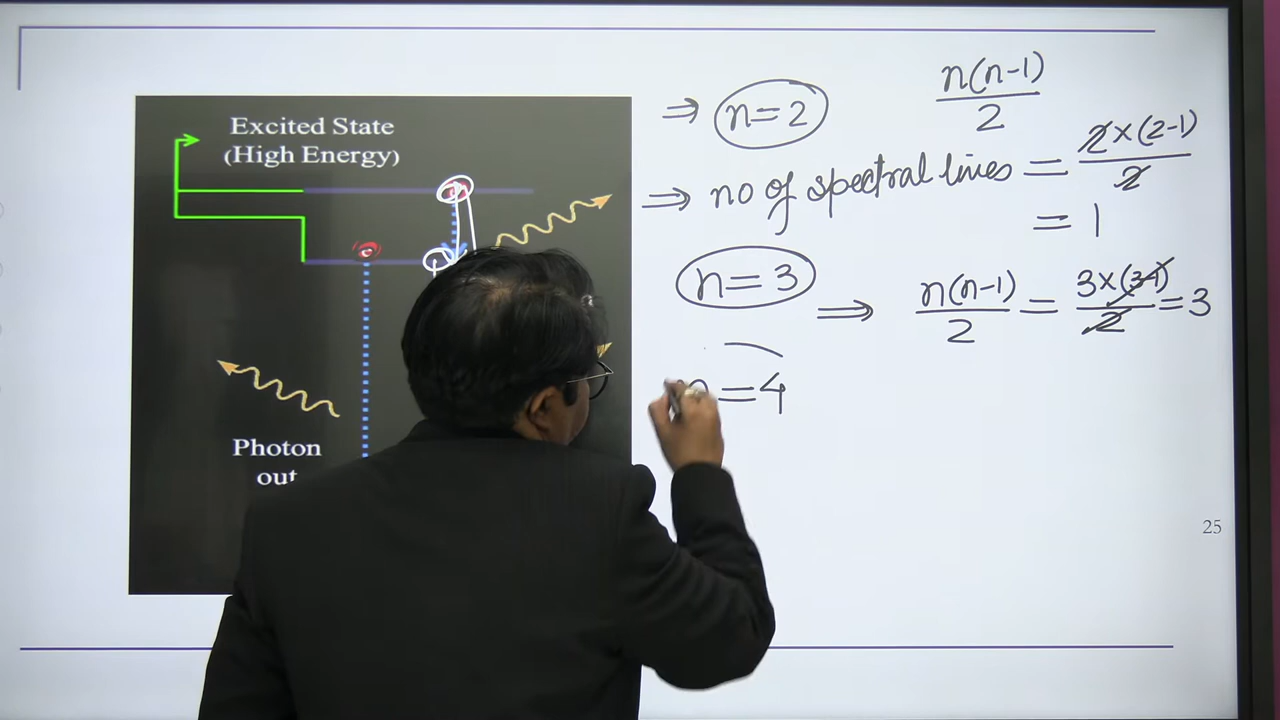 Excited State
(High Energy)
Photon
out
⇒ n=2
n(n-1)/2
⇒ no of spectral lines = 2×(2-1)/2
= 1
n=3 ⇒ n(n-1)/2 = 3×(3-1)/2 = 3
n=4
25